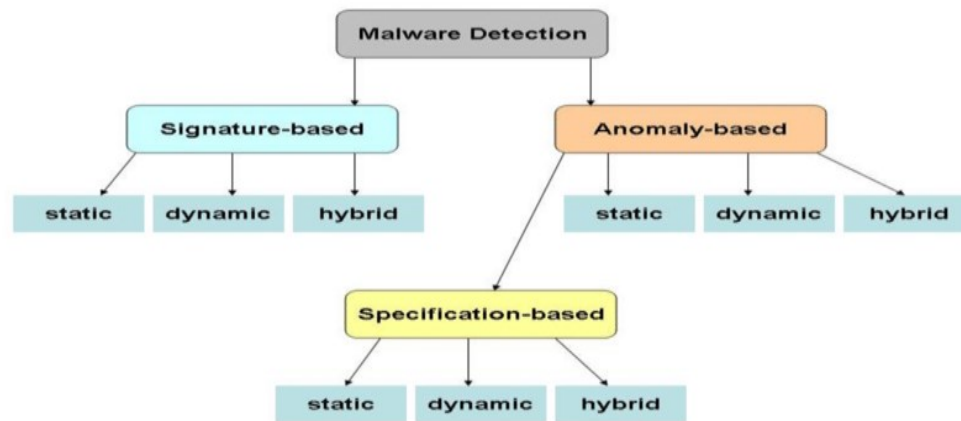 Malware Detection
Signature-based
Anomaly-based
static
dynamic
hybrid
static
dynamic
hybrid
Specification-based
static
dynamic
hybrid